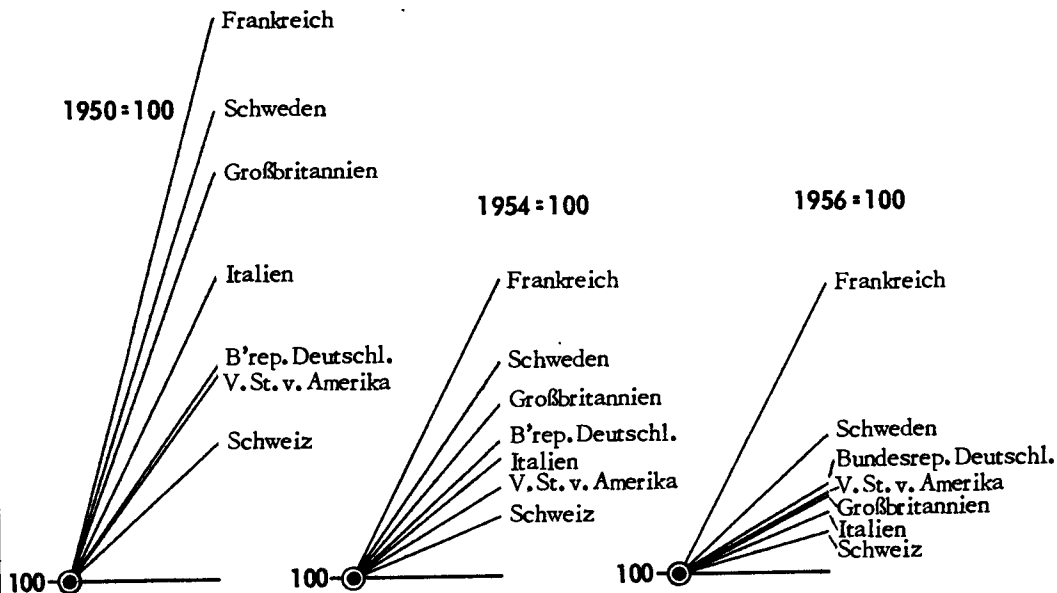 Frankreich
1950=100
Schweden
Großbritannien
Italien
B'rep. Deutschl.
V. St. v. Amerika
Schweiz
100
1954=100
Frankreich
Schweden
Großbritannien
B'rep. Deutschl.
Italien
V. St. v. Amerika
Schweiz
100
1956=100
Frankreich
Schweden
Bundesrep. Deutschl.
V. St. v. Amerika
Großbritannien
Italien
Schweiz
100